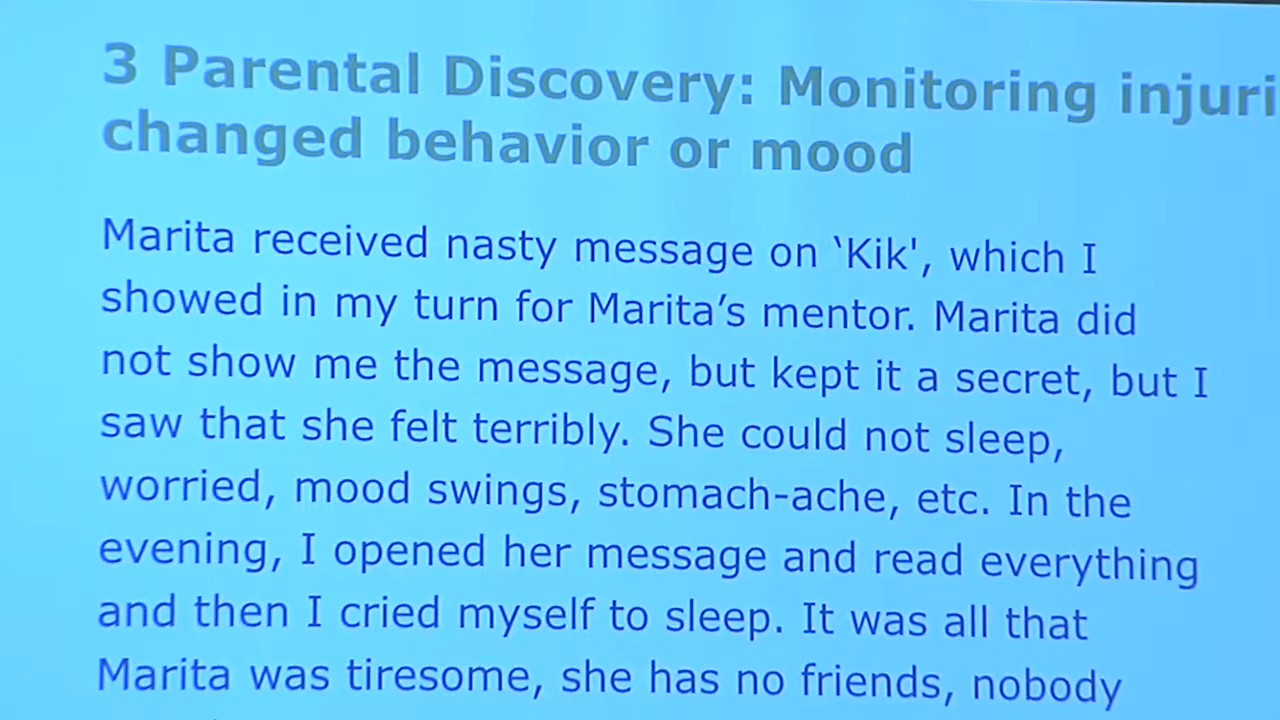 3 Parental Discovery: Monitoring injuri
changed behavior or mood
Marita received nasty message on ‘Kik', which I
showed in my turn for Marita’s mentor. Marita did
not show me the message, but kept it a secret, but I
saw that she felt terribly. She could not sleep,
worried, mood swings, stomach-ache, etc. In the
evening, I opened her message and read everything
and then I cried myself to sleep. It was all that
Marita was tiresome, she has no friends, nobody